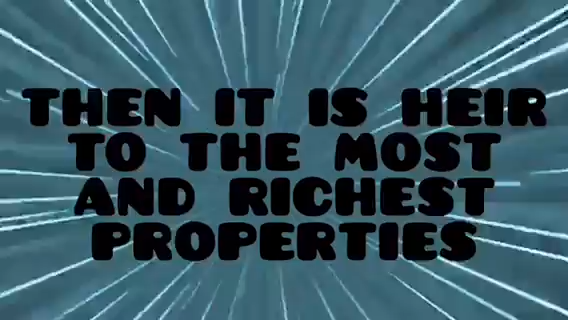 THEN IT IS HEIR
TO THE MOST
AND RICHEST
PROPERTIES